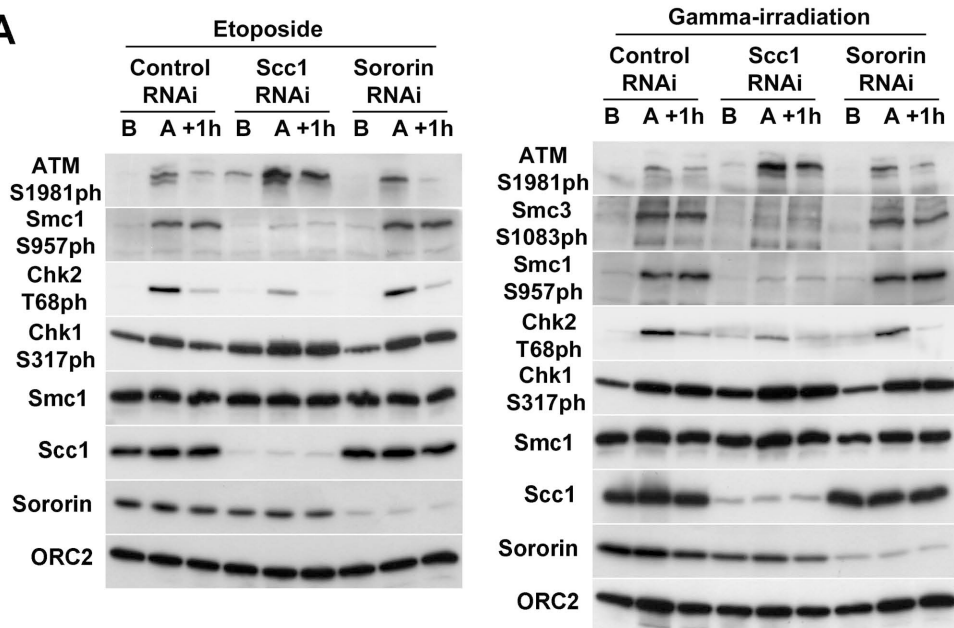 A
Etoposide
Control RNAi
Scc1 RNAi
Sororin RNAi
B A +1h B A +1h B A +1h
ATM S1981ph
Smc1 S957ph
Chk2 T68ph
Chk1 S317ph
Smc1
Scc1
Sororin
ORC2
Gamma-irradiation
Control RNAi
Scc1 RNAi
Sororin RNAi
B A +1h B A +1h B A +1h
ATM S1981ph
Smc3 S1083ph
Smc1 S957ph
Chk2 T68ph
Chk1 S317ph
Smc1
Scc1
Sororin
ORC2